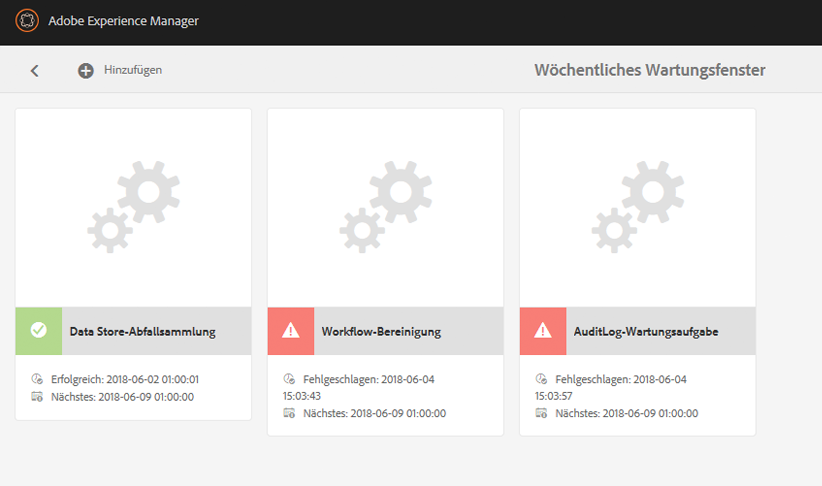 Adobe Experience Manager
Hinzufügen
Wöchentliches Wartungsfenster
Data Store-Abfallsammlung
Erfolgreich: 2018-06-02 01:00:01
Nächstes: 2018-06-09 01:00:00
Workflow-Bereinigung
Fehlgeschlagen: 2018-06-04
15:03:43
Nächstes: 2018-06-09 01:00:00
AuditLog-Wartungsaufgabe
Fehlgeschlagen: 2018-06-04
15:03:57
Nächstes: 2018-06-09 01:00:00